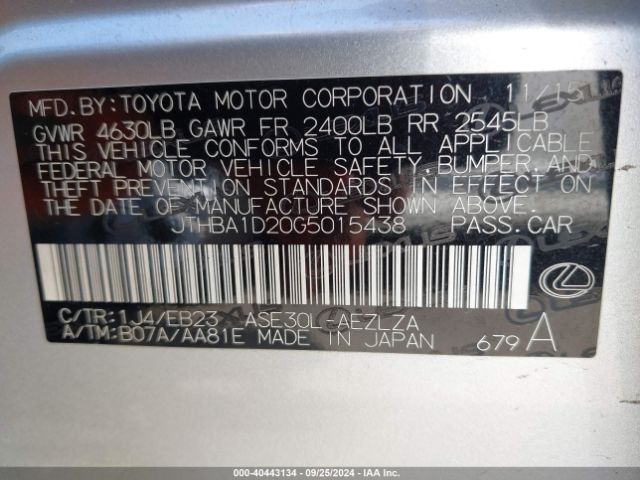 MFD. BY: TOYOTA MOTOR CORPORATION 11/15
GVWR 4630LB GAWR FR 2400LB RR 2545LB
THIS VEHICLE CONFORMS TO ALL APPLICABLE
FEDERAL MOTOR VEHICLE SAFETY, BUMPER, AND
THEFT PREVENTION STANDARDS IN EFFECT ON
THE DATE OF MANUFACTURE SHOWN ABOVE.
JTHBA1D20G5015438 PASS. CAR
C/TR: 1J4/EB23 ASE30L-AEZLZA
A/TM: B07A/AA81E MADE IN JAPAN 679 A
000-40443134 - 09/25/2024 - IAA Inc.